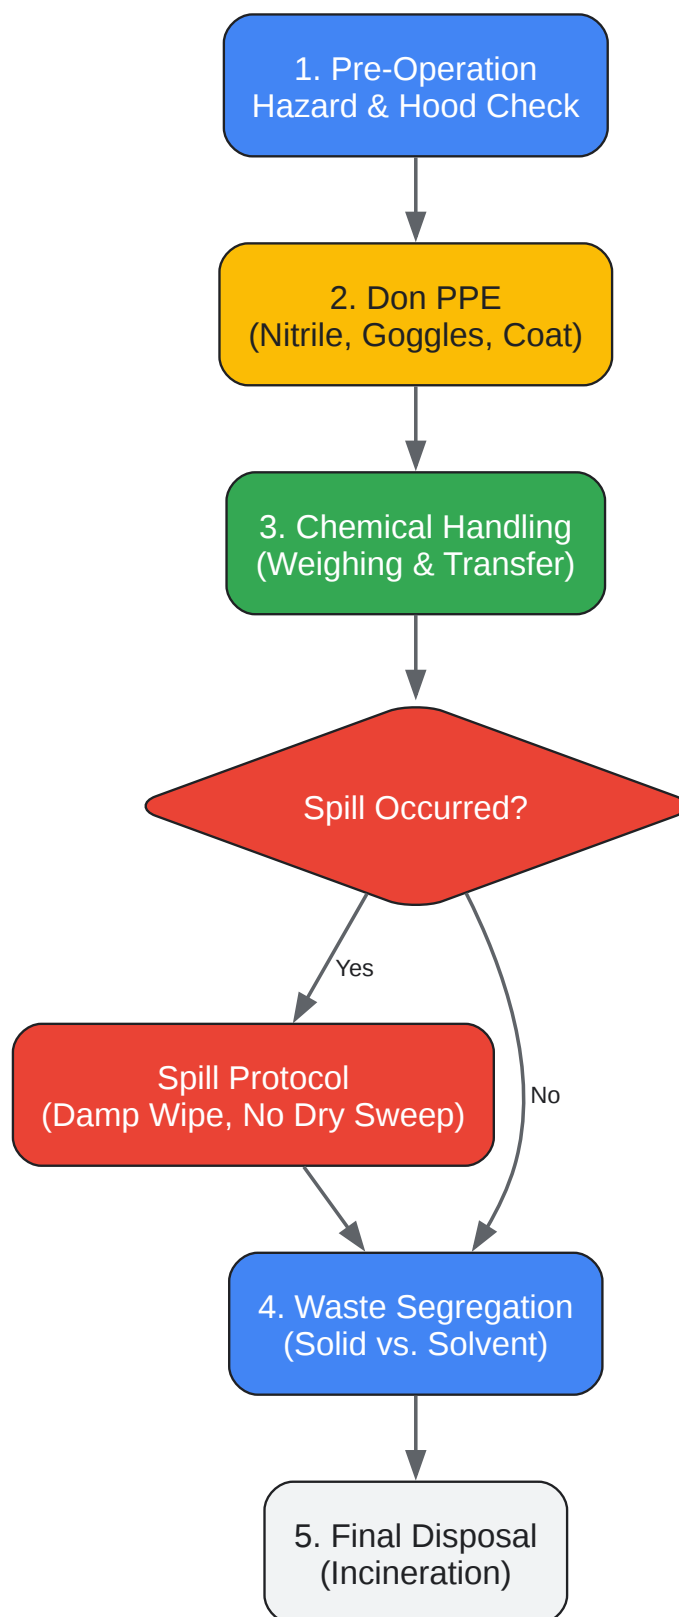 1. Pre-Operation
Hazard & Hood Check
2. Don PPE
(Nitrile, Goggles, Coat)
3. Chemical Handling
(Weighing & Transfer)
Spill Occurred?
Yes
No
Spill Protocol
(Damp Wipe, No Dry Sweep)
4. Waste Segregation
(Solid vs. Solvent)
5. Final Disposal
(Incineration)